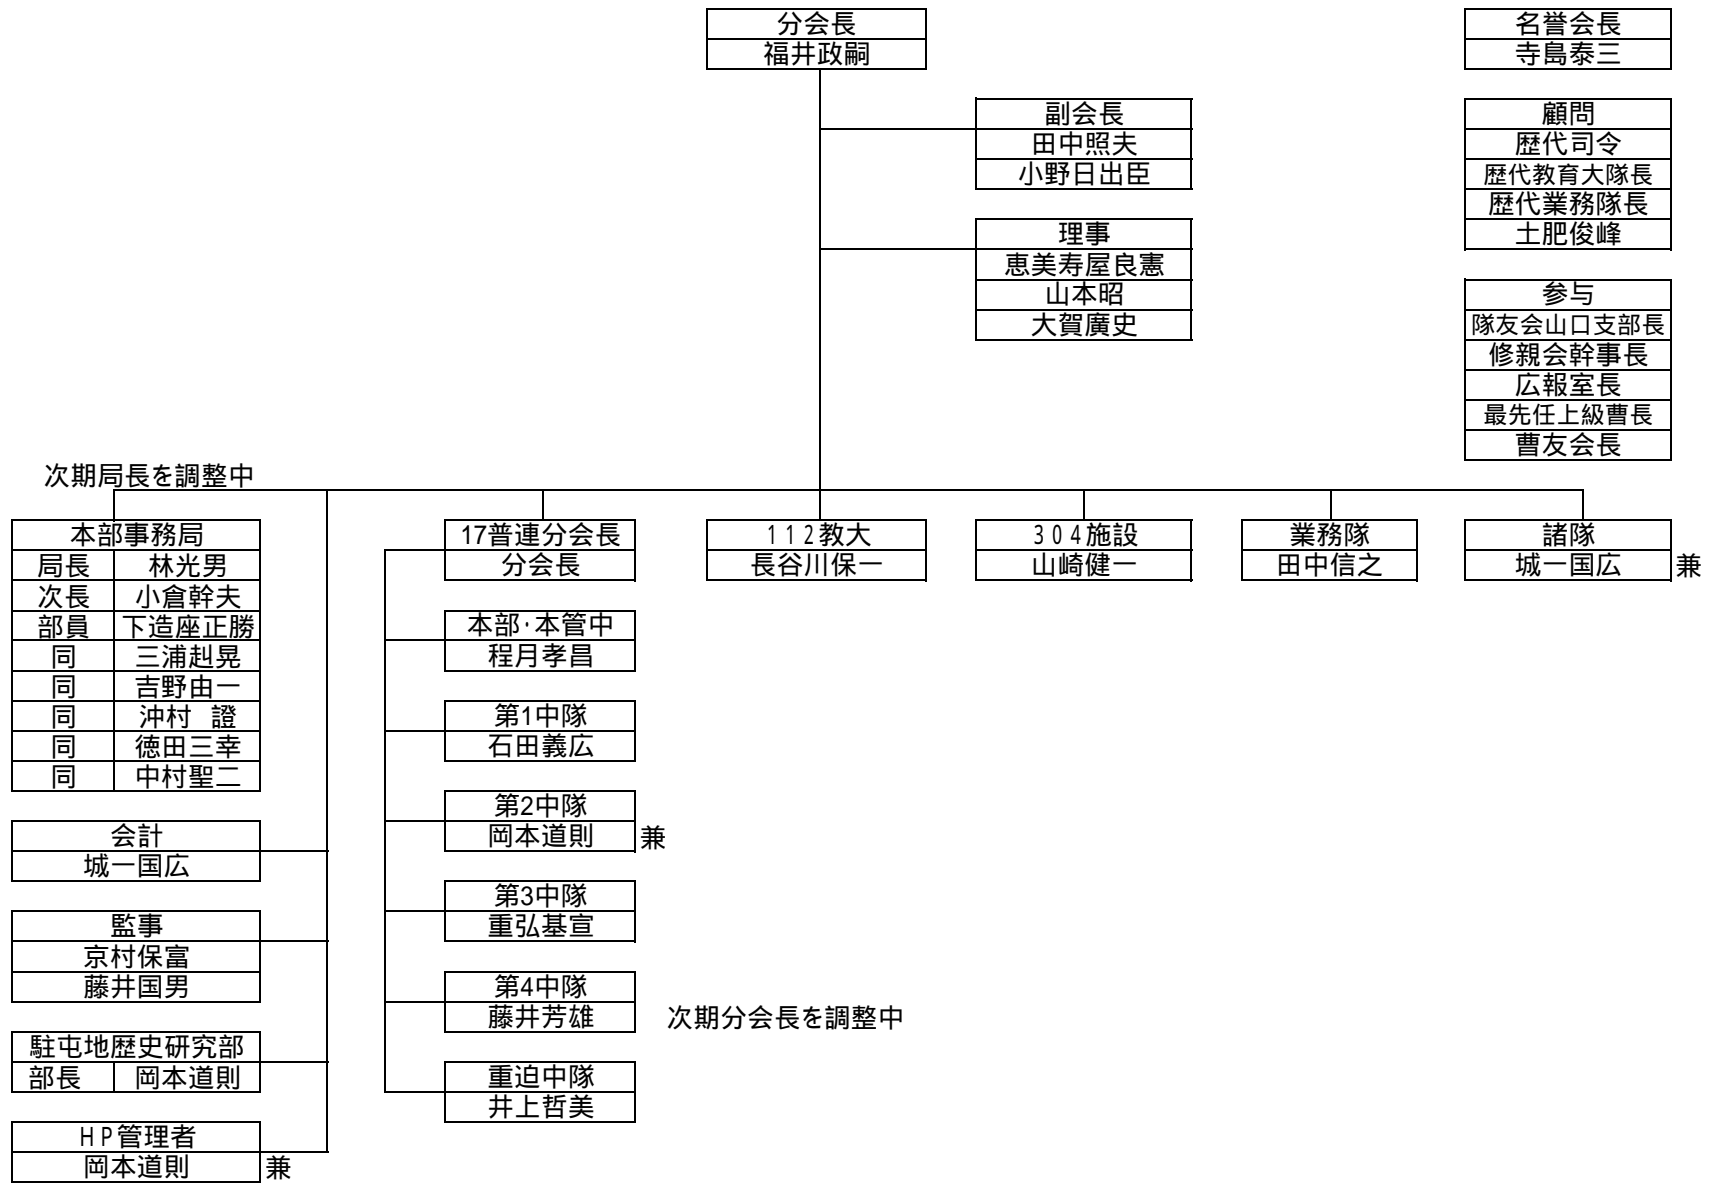 分会長
福井政嗣
名誉会長
寺島泰三
副会長
田中照夫
小野日出臣
顧問
歴代司令
歴代教育大隊長
歴代業務隊長
土肥俊峰
理事
恵美寿屋良憲
山本昭
大賀廣史
参与
隊友会山口支部長
修親会幹事長
広報室長
最先任上級曹長
曹友会長
次期局長を調整中
本部事務局
局長 林光男
次長 小倉幹夫
部員 下造座正勝
同 三浦赳晃
同 吉野由一
同 沖村 證
同 徳田三幸
同 中村聖二
会計
城一国広
監事
京村保富
藤井国男
駐屯地歴史研究部
部長 岡本道則
HP管理者
岡本道則 兼
17普連分会長
分会長
本部・本管中
程月孝昌
第1中隊
石田義広
第2中隊
岡本道則 兼
第3中隊
重弘基宣
第4中隊
藤井芳雄 次期分会長を調整中
重迫中隊
井上哲美
112教大
長谷川保一
304施設
山崎健一
業務隊
田中信之
諸隊
城一国広 兼